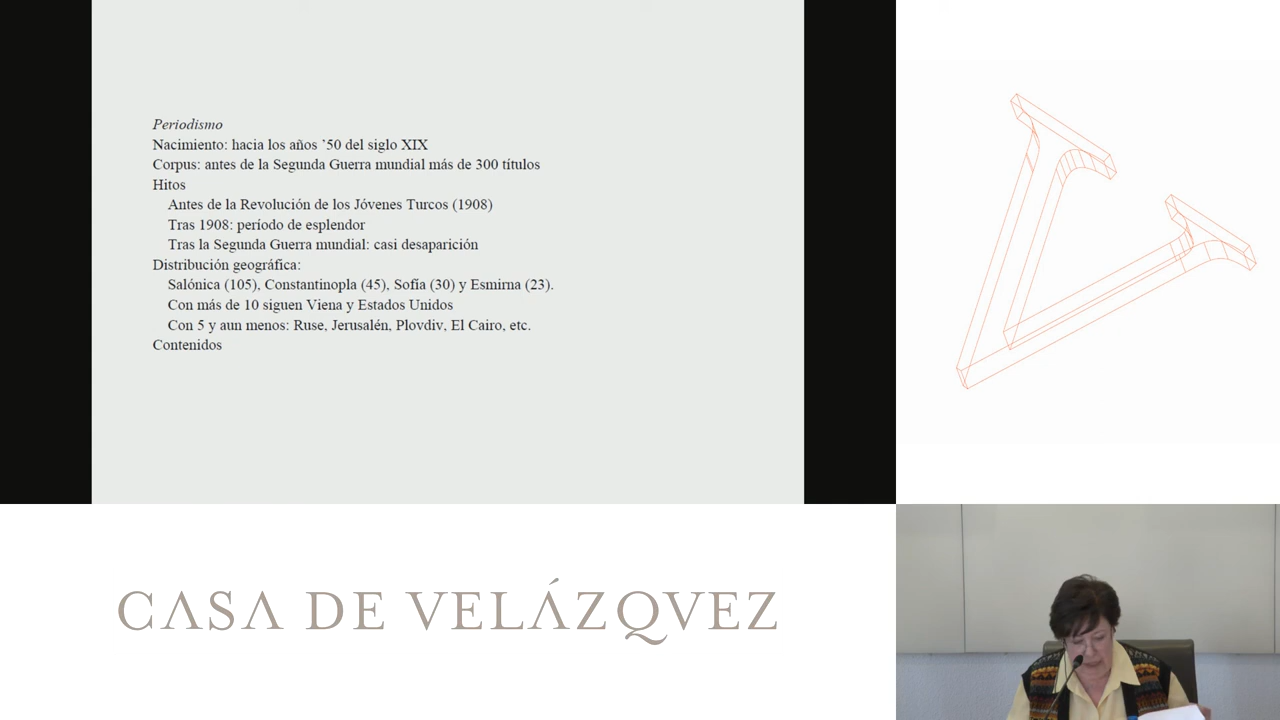 Periodismo
Nacimiento: hacia los años ’50 del siglo XIX
Corpus: antes de la Segunda Guerra mundial más de 300 títulos
Hitos
Antes de la Revolución de los Jóvenes Turcos (1908)
Tras 1908: período de esplendor
Tras la Segunda Guerra mundial: casi desaparición
Distribución geográfica:
Salónica (105), Constantinopla (45), Sofía (30) y Esmirna (23).
Con más de 10 siguen Viena y Estados Unidos
Con 5 y aun menos: Ruse, Jerusalén, Plovdiv, El Cairo, etc.
Contenidos
CASA DE VELÁZQVEZ